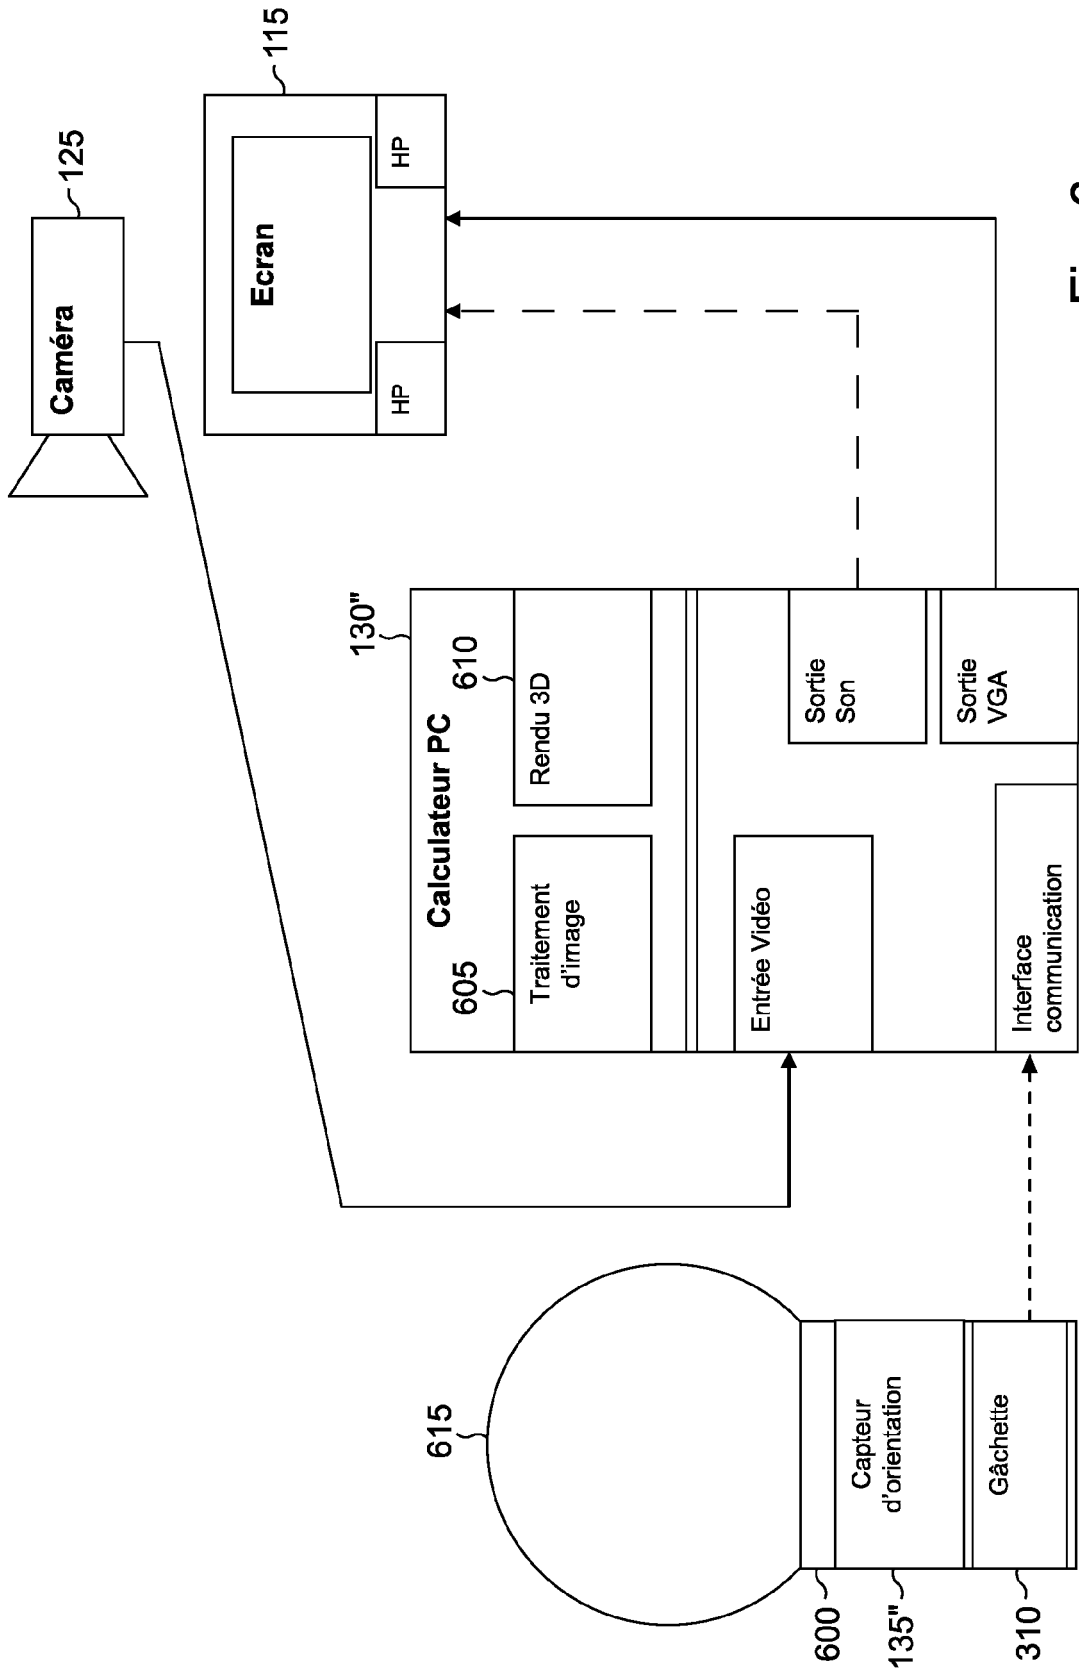 Caméra
125
115
Ecran
HP
HP
130"
Calculateur PC
605
610
Traitement
d'image
Rendu 3D
Entrée Vidéo
Sortie
Son
Sortie
VGA
Interface
communication
615
600
Capteur
d'orientation
135"
Gâchette
310